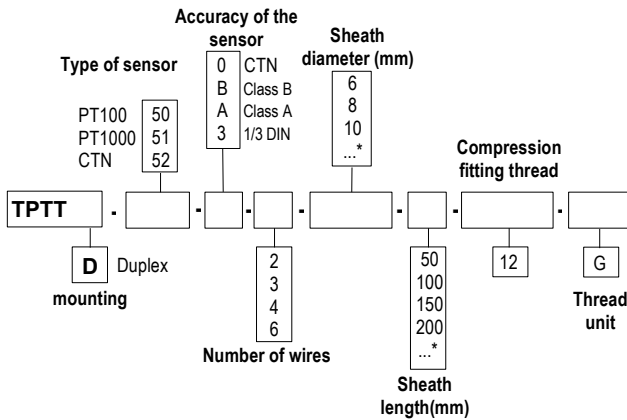 Accuracy of the
sensor
Type of sensor
Sheath
diameter (mm)
0 CTN
B Class B
A Class A
3 1/3 DIN
PT100 50
PT1000 51
CTN 52
6
8
10
...*
Compression
fitting thread
TPTT - - - - - - -
D Duplex
mounting
2
3
4
6
Number of wires
50
100
150
200
...*
Sheath
length(mm)
12
G
Thread
unit